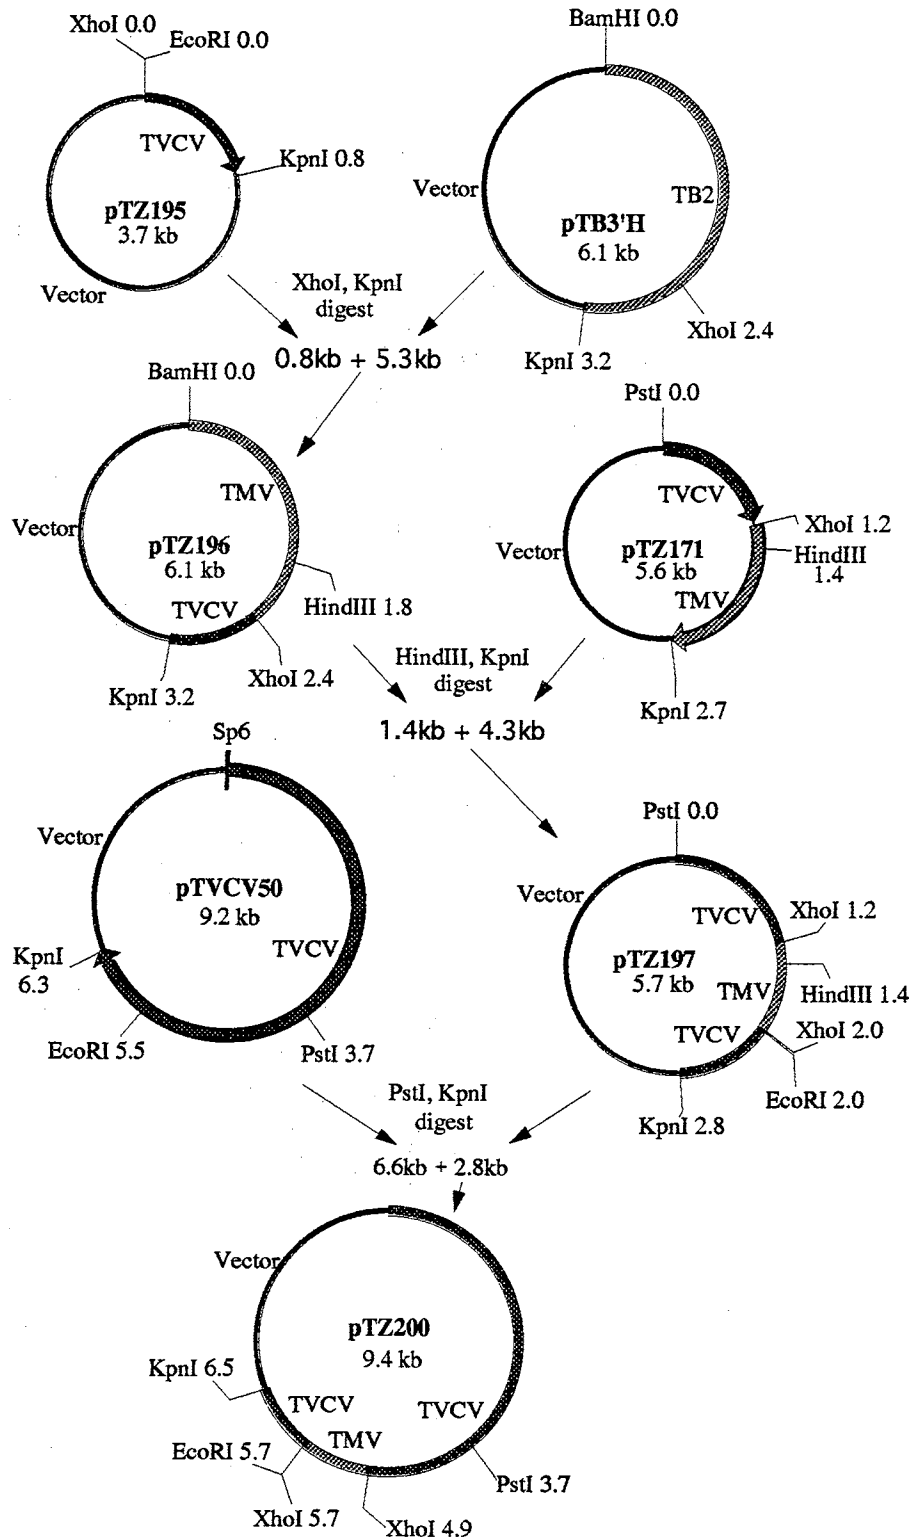 XhoI 0.0
EcoRI 0.0
TVCV
KpnI 0.8
pTZ195
3.7 kb
Vector
BamHI 0.0
Vector
TB2
pTB3'H
6.1 kb
XhoI 2.4
KpnI 3.2
XhoI, KpnI
digest
0.8kb + 5.3kb
BamHI 0.0
TMV
Vector
pTZ196
6.1 kb
HindIII 1.8
TVCV
XhoI 2.4
KpnI 3.2
PstI 0.0
TVCV
XhoI 1.2
HindIII
1.4
Vector
pTZ171
5.6 kb
TMV
KpnI 2.7
HindIII, KpnI
digest
1.4kb + 4.3kb
Sp6
Vector
pTVCV50
9.2 kb
TVCV
KpnI
6.3
EcoRI 5.5
PstI 3.7
PstI 0.0
Vector
TVCV
XhoI 1.2
pTZ197
5.7 kb
TMV
HindIII 1.4
TVCV
XhoI 2.0
EcoRI 2.0
KpnI 2.8
PstI, KpnI
digest
6.6kb + 2.8kb
Vector
pTZ200
9.4 kb
KpnI 6.5
TVCV
TVCV
TMV
EcoRI 5.7
PstI 3.7
XhoI 5.7
XhoI 4.9